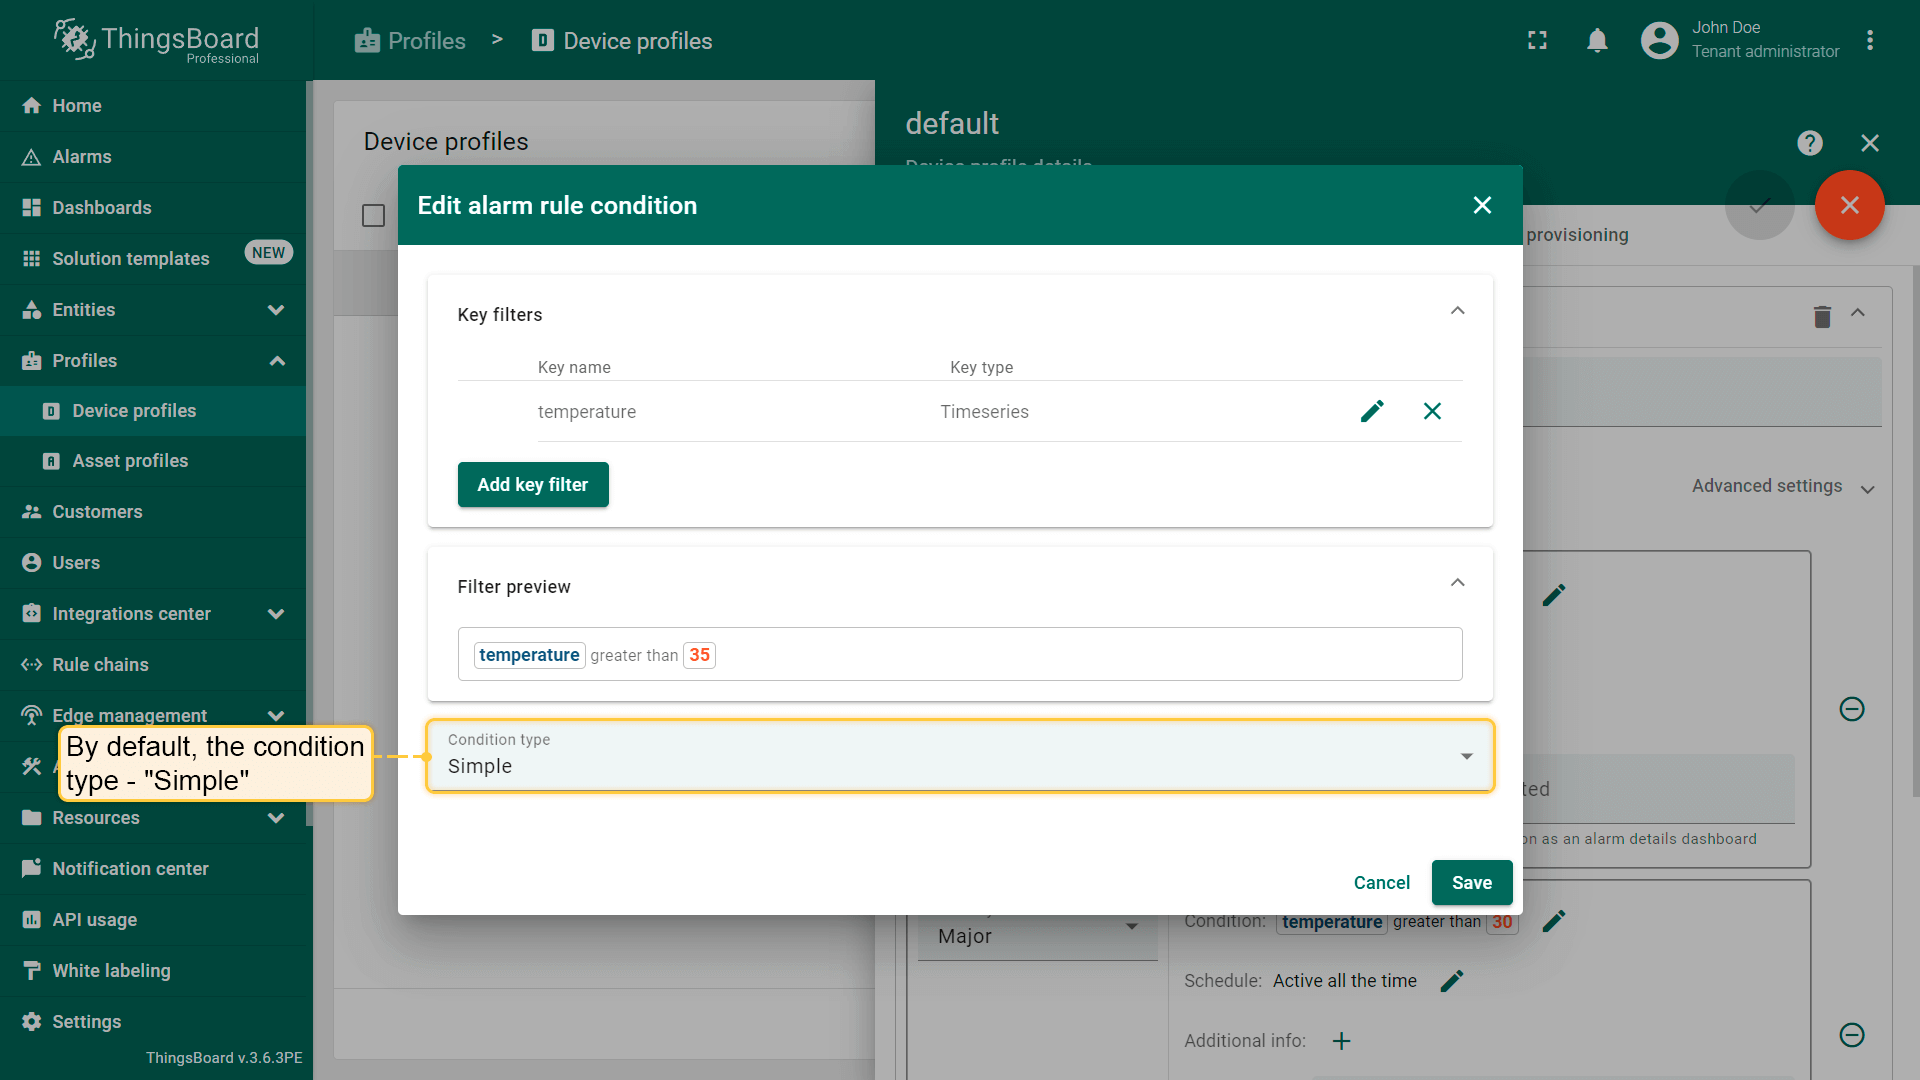 ThingsBoard
Professional
Profiles > Device profiles
John Doe
Tenant administrator
Home
Alarms
Dashboards
Solution templates NEW
Entities
Profiles
Device profiles
Asset profiles
Customers
Users
Integrations center
Rule chains
Edge management
Resources
Notification center
API usage
White labeling
Settings
ThingsBoard v.3.6.3PE
By default, the condition
type - "Simple"
Device profiles
default
Device profile details
provisioning
Advanced settings
Edit alarm rule condition
Key filters
Key name Key type
temperature Timeseries
Add key filter
Filter preview
temperature greater than 35
Condition type
Simple
Cancel Save
on as an alarm details dashboard
Major
Condition: temperature greater than 30
Schedule: Active all the time
Additional info: